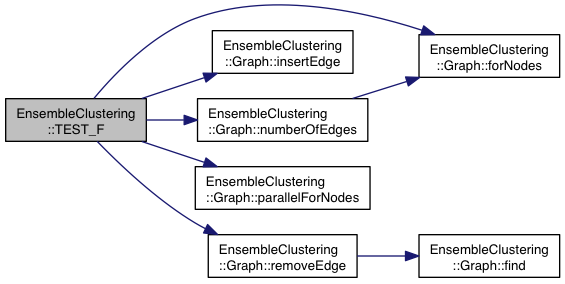 EnsembleClustering
::TEST_F
EnsembleClustering
::Graph::insertEdge
EnsembleClustering
::Graph::forNodes
EnsembleClustering
::Graph::numberOfEdges
EnsembleClustering
::Graph::parallelForNodes
EnsembleClustering
::Graph::removeEdge
EnsembleClustering
::Graph::find